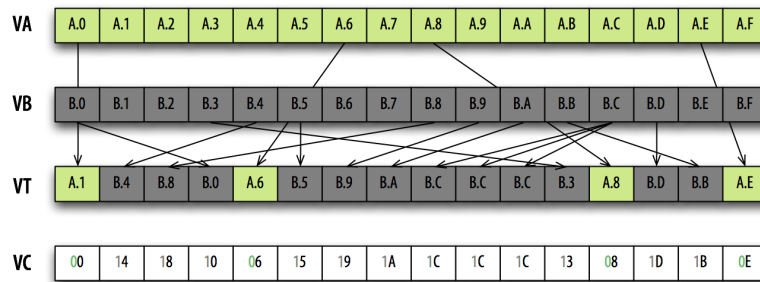 VA A.0 A.1 A.2 A.3 A.4 A.5 A.6 A.7 A.8 A.9 A.A A.B A.C A.D A.E A.F
VB B.0 B.1 B.2 B.3 B.4 B.5 B.6 B.7 B.8 B.9 B.A B.B B.C B.D B.E B.F
VT A.1 B.4 B.8 B.0 A.6 B.5 B.9 B.A B.C B.C B.C B.3 A.8 B.D B.B A.E
VC 00 14 18 10 06 15 19 1A 1C 1C 1C 13 08 1D 1B 0E